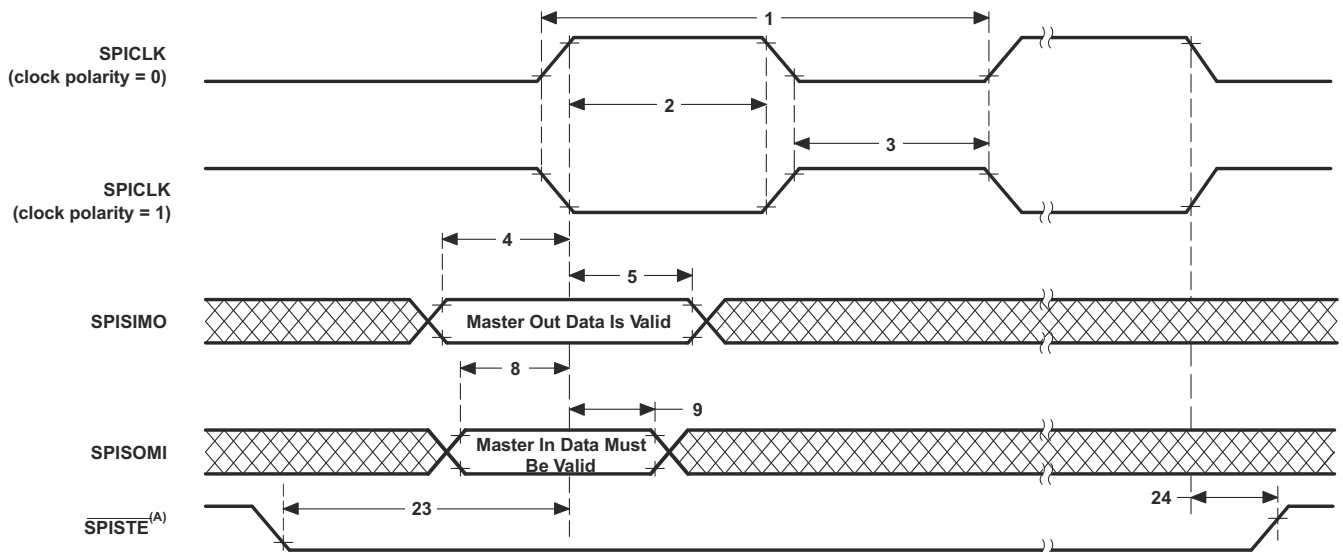 1
SPICLK
(clock polarity = 0)
2
3
SPICLK
(clock polarity = 1)
4
5
SPISIMO
Master Out Data Is Valid
8
9
SPISOMI
Master In Data Must
Be Valid
23
24
SPISTE(A)